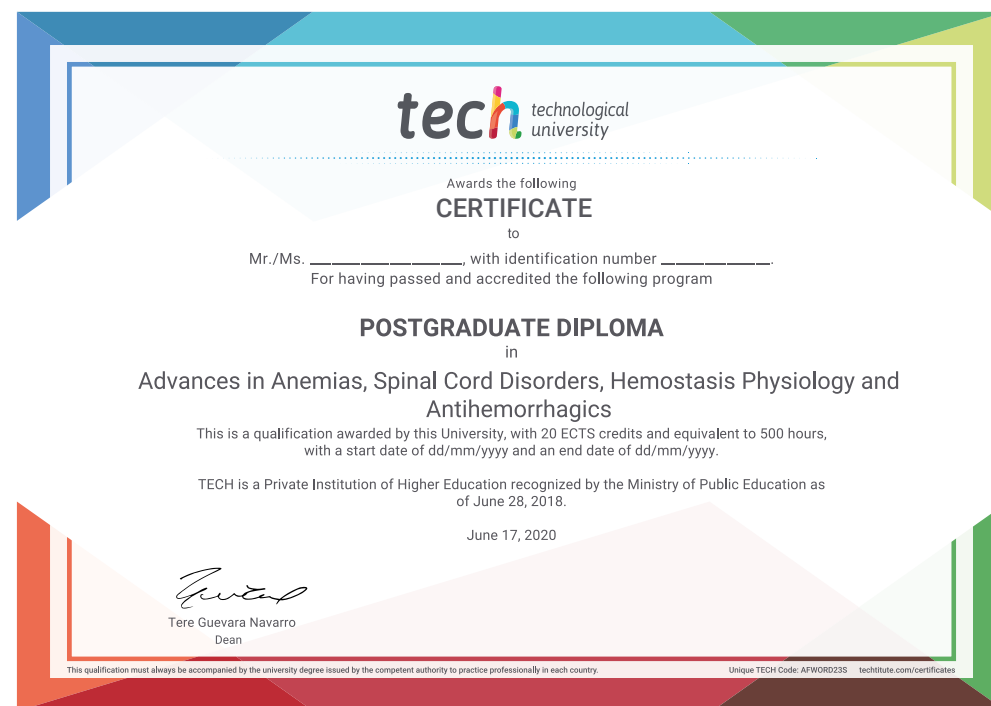 tech technological
university
Awards the following
CERTIFICATE
to
Mr./Ms. ____________________, with identification number ______________.
For having passed and accredited the following program
POSTGRADUATE DIPLOMA
in
Advances in Anemias, Spinal Cord Disorders, Hemostasis Physiology and
Antihemorrhagics
This is a qualification awarded by this University, with 20 ECTS credits and equivalent to 500 hours,
with a start date of dd/mm/yyyy and an end date of dd/mm/yyyy.
TECH is a Private Institution of Higher Education recognized by the Ministry of Public Education as
of June 28, 2018.
June 17, 2020
Tere Guevara Navarro
Dean
This qualification must always be accompanied by the university degree issued by the competent authority to practice professionally in each country.
Unique TECH Code: AFWORD23S techtitute.com/certificates